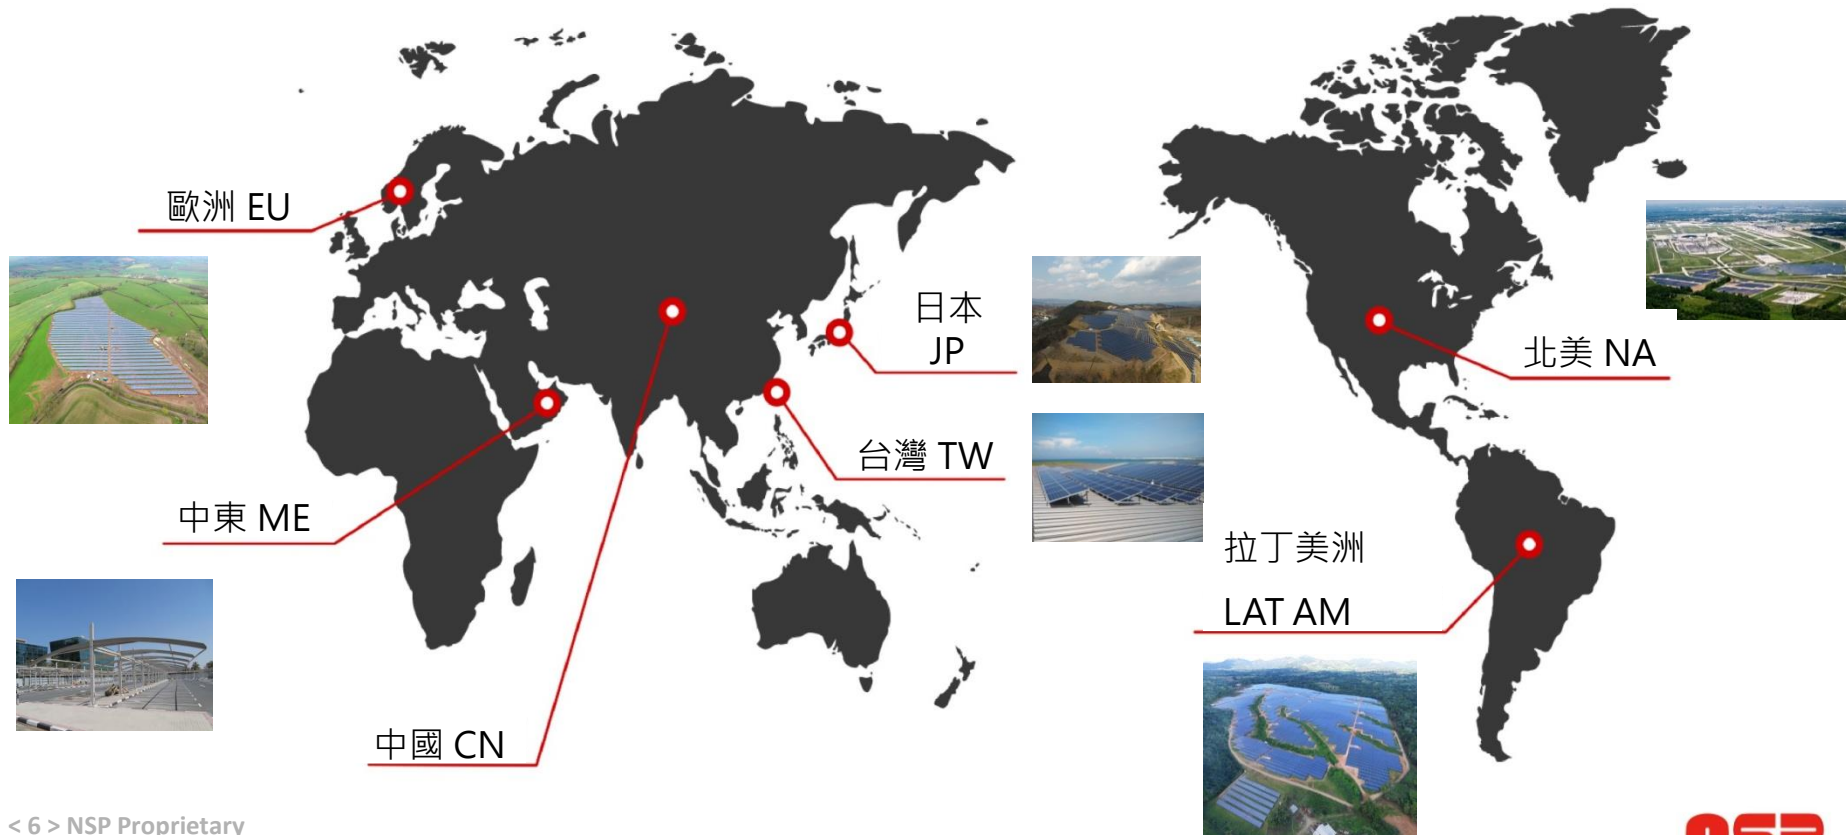 歐洲 EU
日本
JP
北美 NA
台灣 TW
中東 ME
拉丁美洲
LAT AM
中國 CN
< 6 > NSP Proprietary